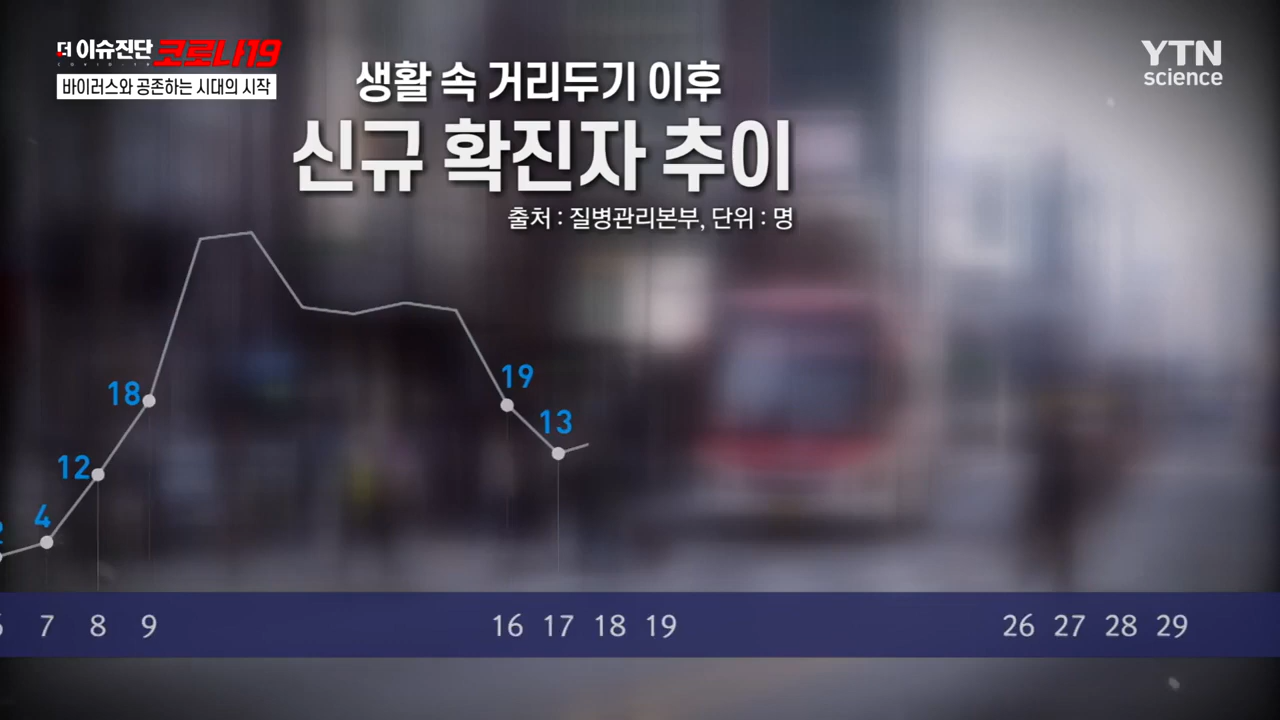 더 이슈진단 코로나19
COVID-19
바이러스와 공존하는 시대의 시작
YTN
science
생활 속 거리두기 이후
신규 확진자 추이
출처 : 질병관리본부, 단위 : 명
19
18
13
12
4
7 8 9 16 17 18 19 26 27 28 29